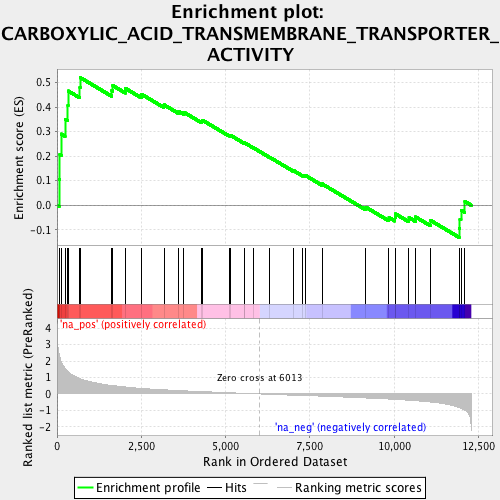 Enrichment plot:
CARBOXYLIC_ACID_TRANSMEMBRANE_TRANSPORTER_
ACTIVITY
Enrichment score (ES)
0.5
0.4
0.3
0.2
0.1
0.0
-0.1
Ranked list metric (PreRanked)
4
3
2
1
0
-1
-2
'na_pos' (positively correlated)
Zero cross at 6013
'na_neg' (negatively correlated)
0
2,500
5,000
7,500
10,000
12,500
Rank in Ordered Dataset
Enrichment profile
Hits
Ranking metric scores